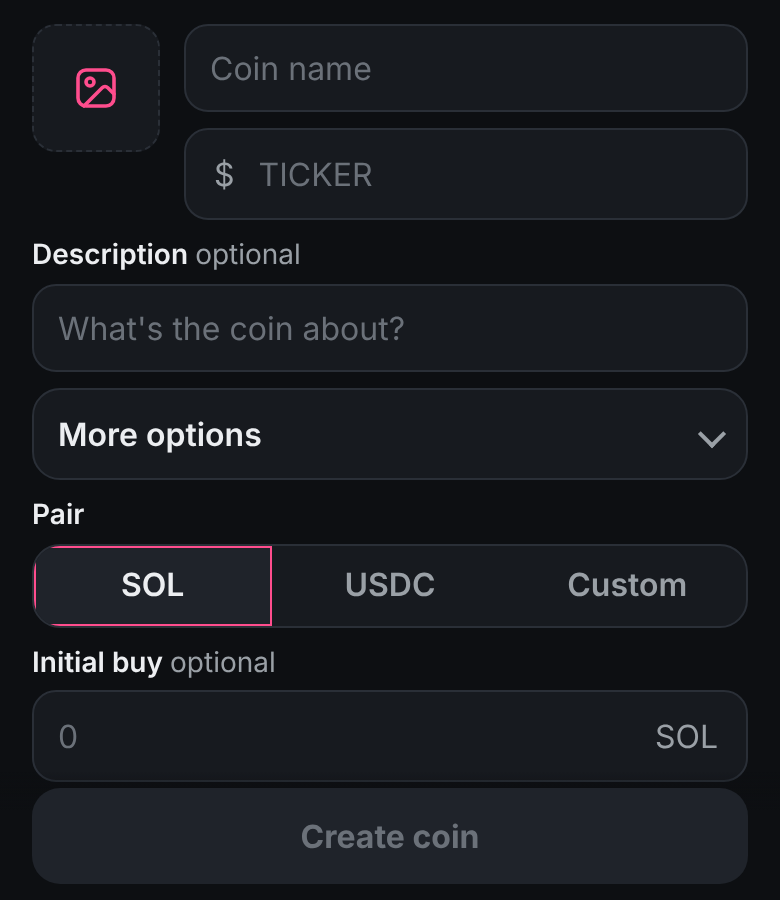 Coin name
$ TICKER
Description optional
What's the coin about?
More options
Pair
SOL USDC Custom
Initial buy optional
0 SOL
Create coin